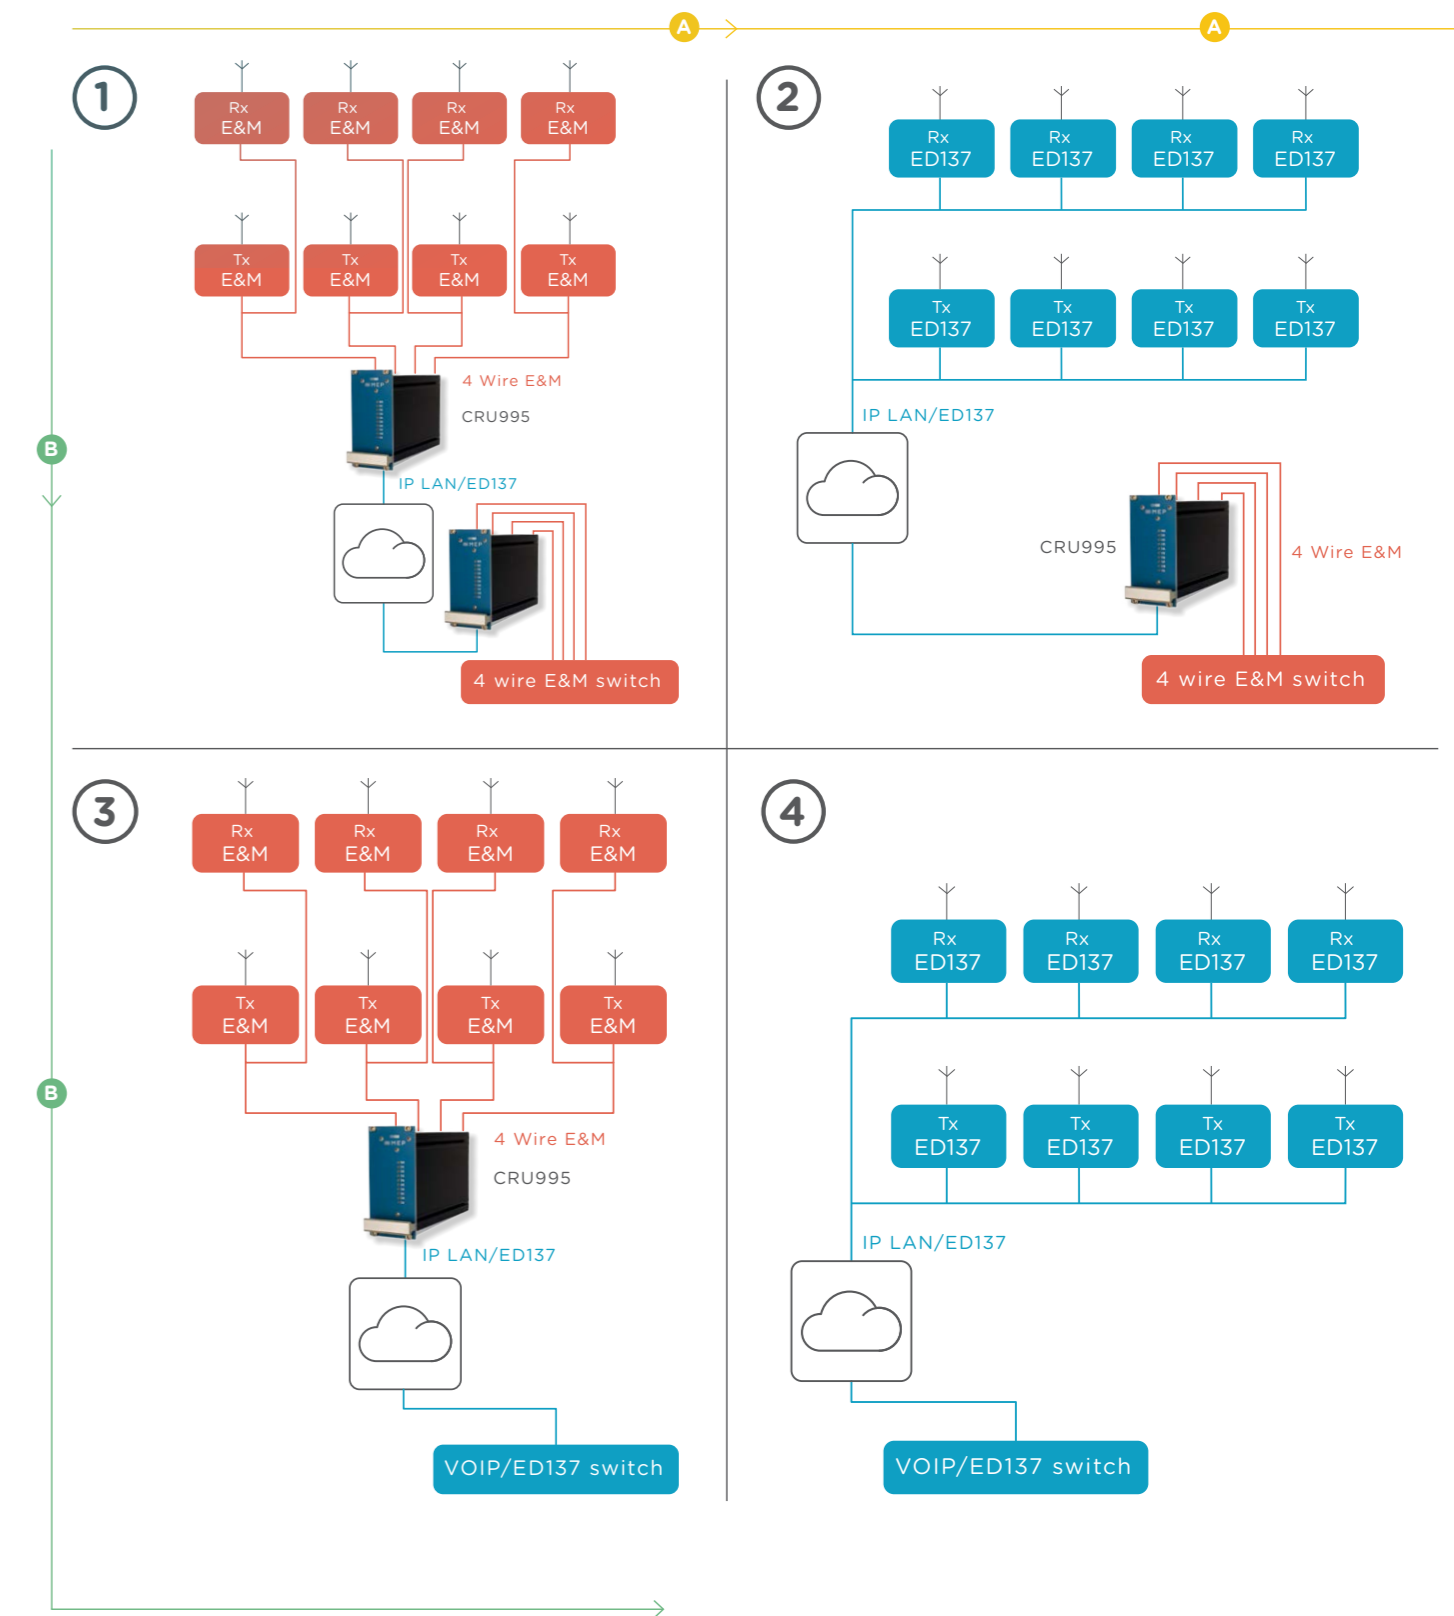 A
A
1
Rx
E&M
Rx
E&M
Rx
E&M
Rx
E&M
Tx
E&M
Tx
E&M
Tx
E&M
Tx
E&M
4 Wire E&M
CRU995
IP LAN/ED137
4 wire E&M switch
2
Rx
ED137
Rx
ED137
Rx
ED137
Rx
ED137
Tx
ED137
Tx
ED137
Tx
ED137
Tx
ED137
IP LAN/ED137
CRU995
4 Wire E&M
4 wire E&M switch
B
3
Rx
E&M
Rx
E&M
Rx
E&M
Rx
E&M
Tx
E&M
Tx
E&M
Tx
E&M
Tx
E&M
4 Wire E&M
CRU995
IP LAN/ED137
VOIP/ED137 switch
B
4
Rx
ED137
Rx
ED137
Rx
ED137
Rx
ED137
Tx
ED137
Tx
ED137
Tx
ED137
Tx
ED137
IP LAN/ED137
VOIP/ED137 switch